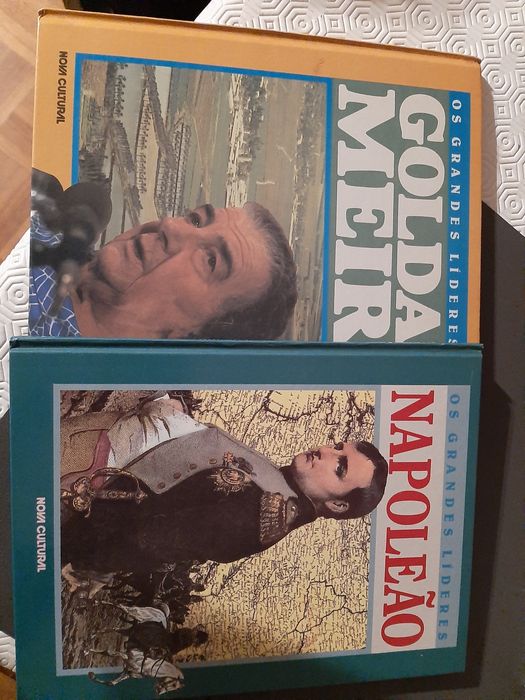 OS GRANDES LÍDERES
GOLDA
MEIR
NOVA CULTURAL
OS GRANDES LÍDERES
NAPOLEÃO
NOVA CULTURAL